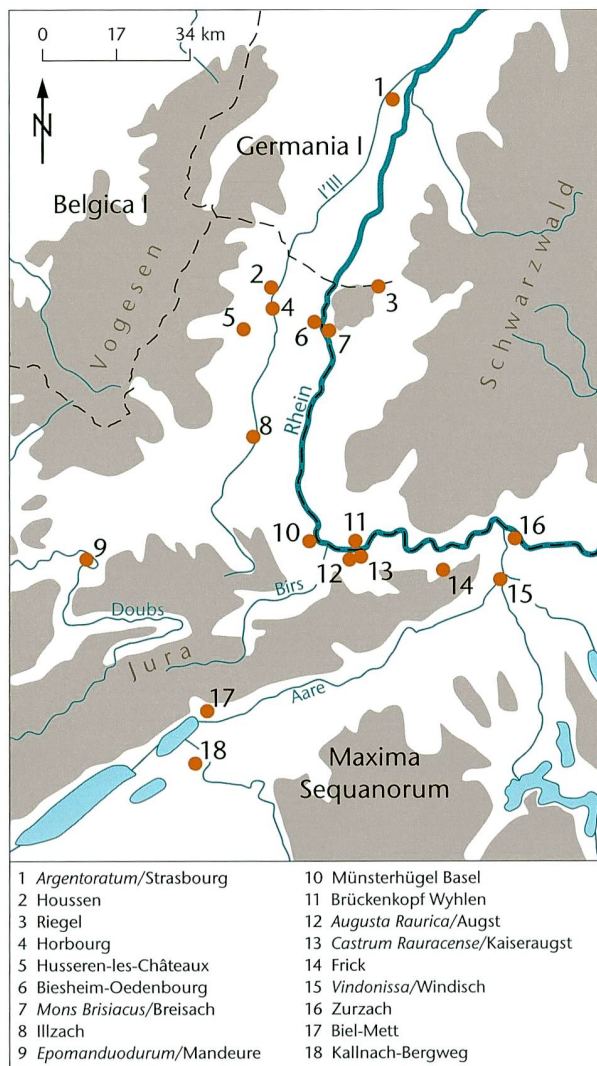 0 17 34 km
N
1
Germania I
l'Ill
Belgica I
Vogesen
Schwarzwald
2
3
4
5
6
7
Rhein
8
10
11
16
9
12
13
14
Birs
15
Doubs
Jura
Aare
17
18
Maxima
Sequanorum
1 Argentoratum/Strasbourg
2 Houssen
3 Riegel
4 Horbourg
5 Husseren-les-Châteaux
6 Biesheim-Oedenbourg
7 Mons Brisiacus/Breisach
8 Illzach
9 Epomanduodurum/Mandeure
10 Münsterhügel Basel
11 Brückenkopf Wyhlen
12 Augusta Raurica/Augst
13 Castrum Rauracense/Kaiseraugst
14 Frick
15 Vindonissa/Windisch
16 Zurzach
17 Biel-Mett
18 Kallnach-Bergweg